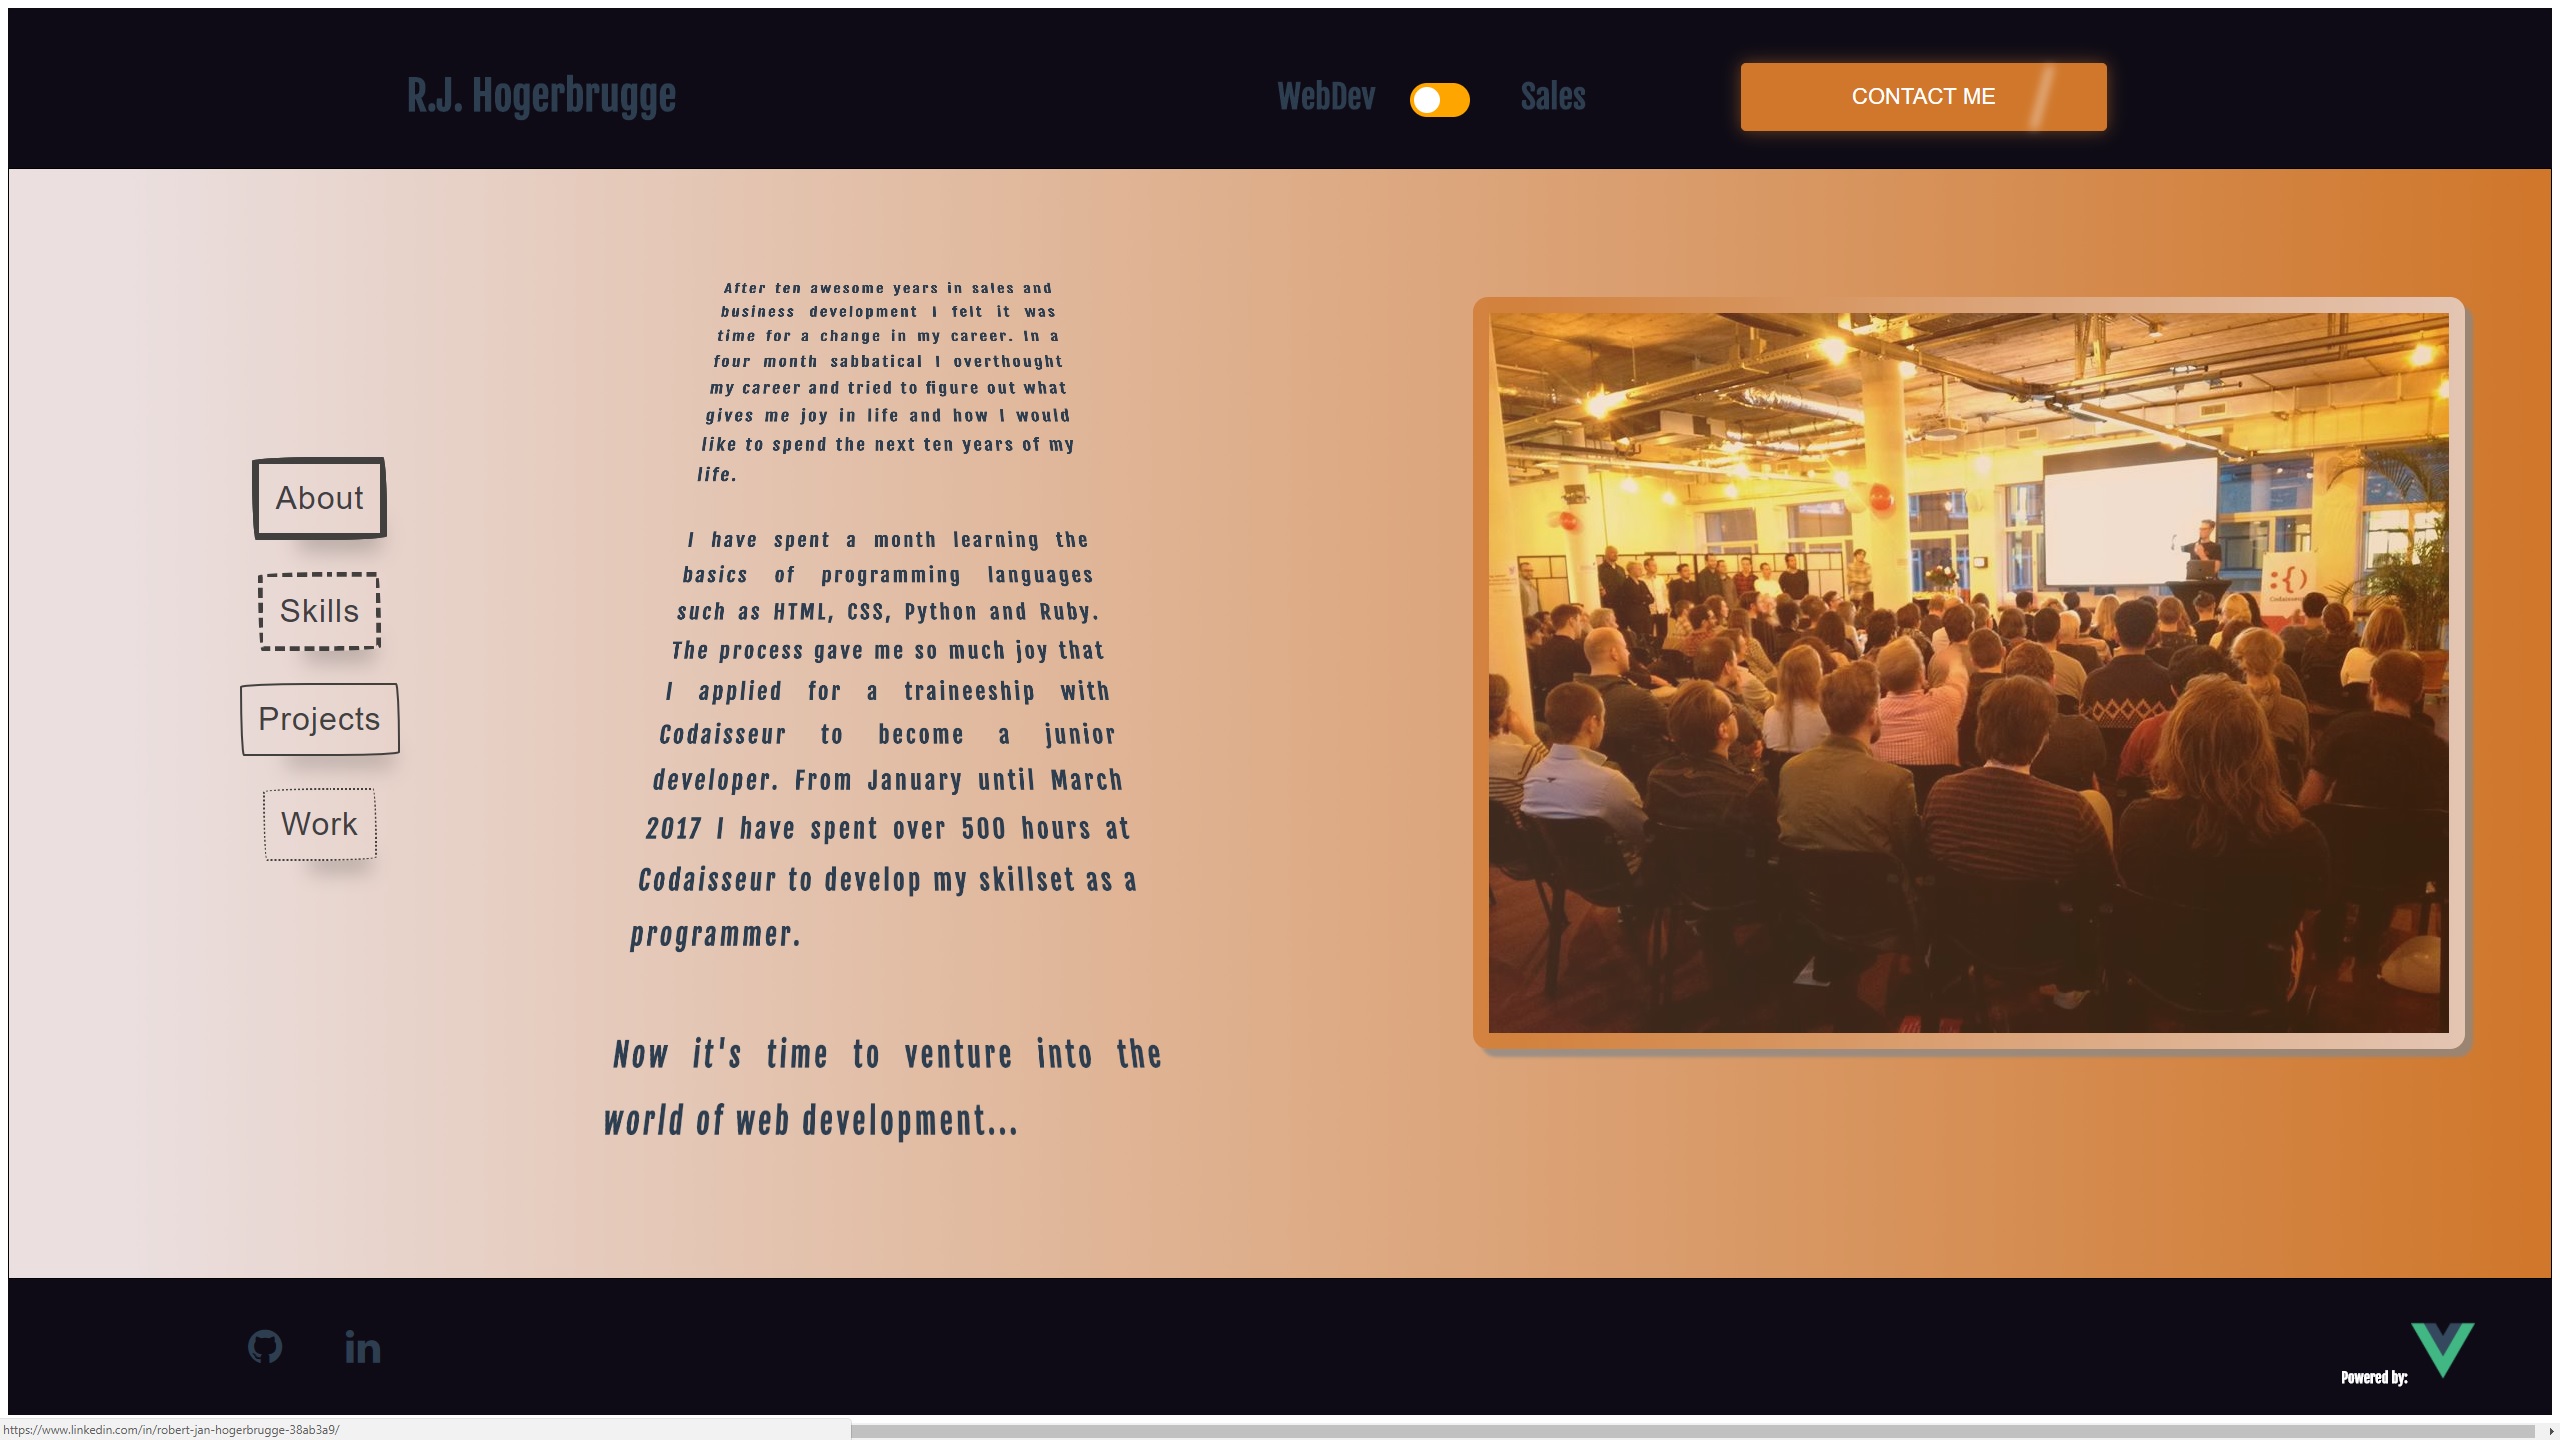 R.J. Hogerbrugge
WebDev
Sales
CONTACT ME
After ten awesome years in sales and
business development I felt it was
time for a change in my career. In a
four month sabbatical I overthought
my career and tried to figure out what
gives me joy in life and how I would
like to spend the next ten years of my
life.
I have spent a month learning the
basics of programming languages
such as HTML, CSS, Python and Ruby.
The process gave me so much joy that
I applied for a traineeship with
Codaisseur to become a junior
developer. From January until March
2017 I have spent over 500 hours at
Codaisseur to develop my skillset as a
programmer.
Now it's time to venture into the
world of web development...
About
Skills
Projects
Work
:{)
Codaisseur
in
Powered by:
https://www.linkedin.com/in/robert-jan-hogerbrugge-38ab3a9/